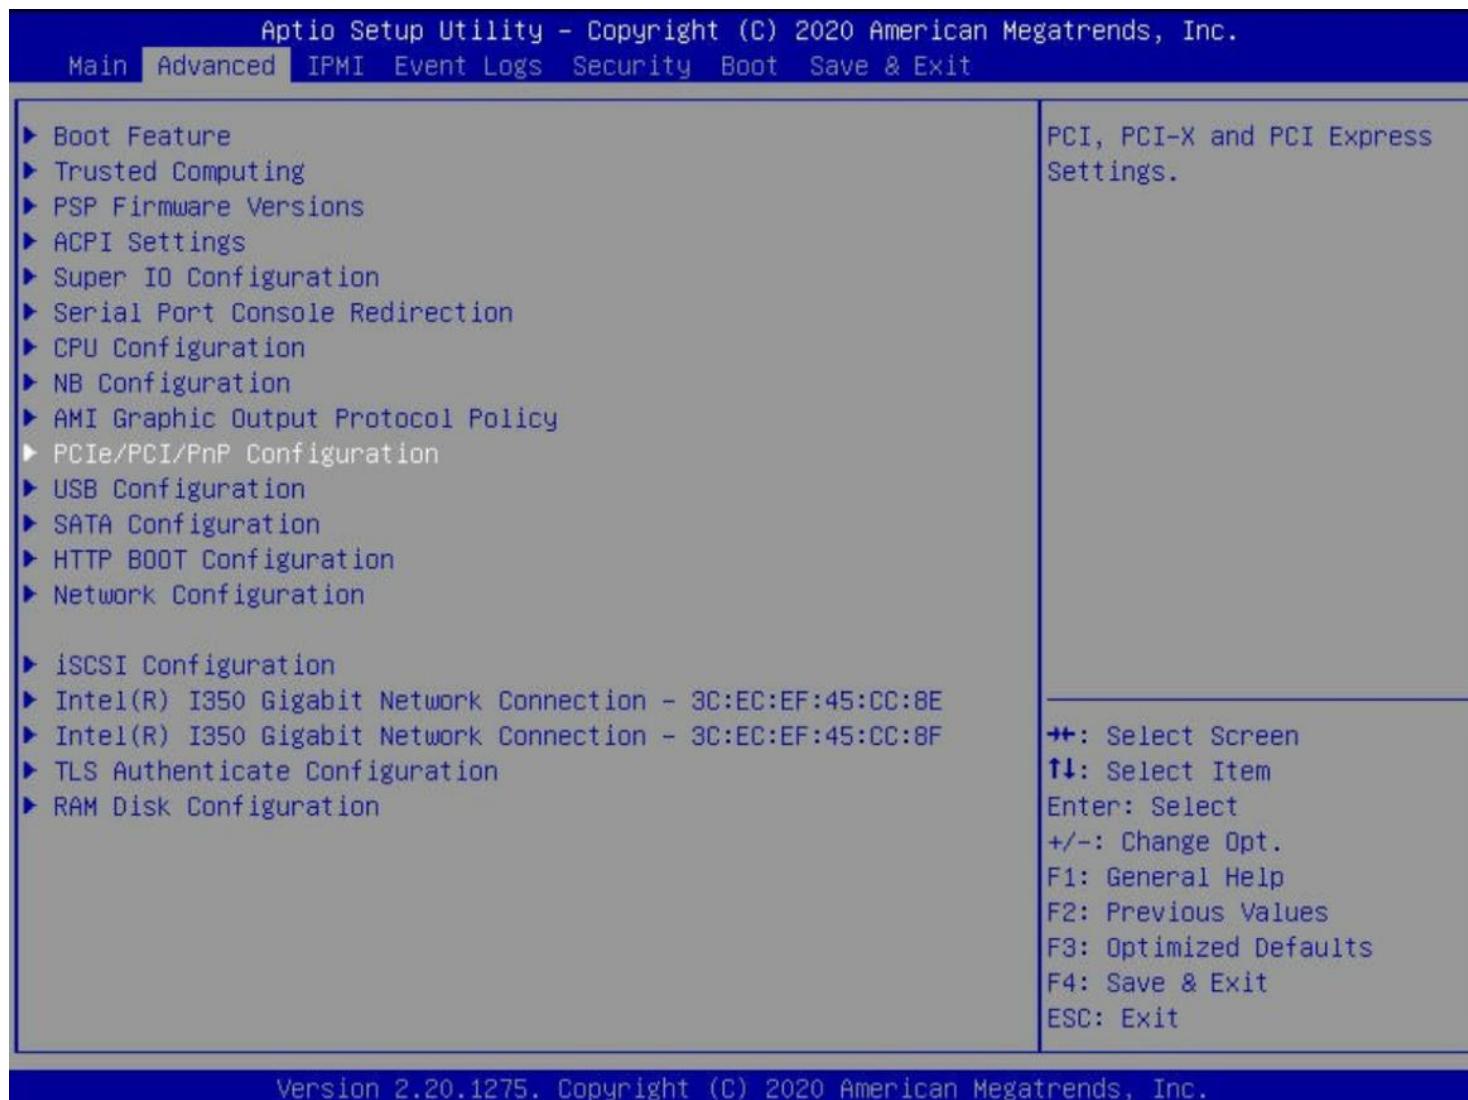 Aptio Setup Utility – Copyright (C) 2020 American Megatrends, Inc.
Main Advanced IPMI Event Logs Security Boot Save & Exit
▶ Boot Feature
▶ Trusted Computing
▶ PSP Firmware Versions
▶ ACPI Settings
▶ Super IO Configuration
▶ Serial Port Console Redirection
▶ CPU Configuration
▶ NB Configuration
▶ AMI Graphic Output Protocol Policy
▶ PCIe/PCI/PnP Configuration
▶ USB Configuration
▶ SATA Configuration
▶ HTTP BOOT Configuration
▶ Network Configuration
▶ iSCSI Configuration
▶ Intel(R) I350 Gigabit Network Connection – 3C:EC:EF:45:CC:8E
▶ Intel(R) I350 Gigabit Network Connection – 3C:EC:EF:45:CC:8F
▶ TLS Authenticate Configuration
▶ RAM Disk Configuration
PCI, PCI-X and PCI Express
Settings.
→←: Select Screen
↑↓: Select Item
Enter: Select
+/-: Change Opt.
F1: General Help
F2: Previous Values
F3: Optimized Defaults
F4: Save & Exit
ESC: Exit
Version 2.20.1275. Copyright (C) 2020 American Megatrends, Inc.